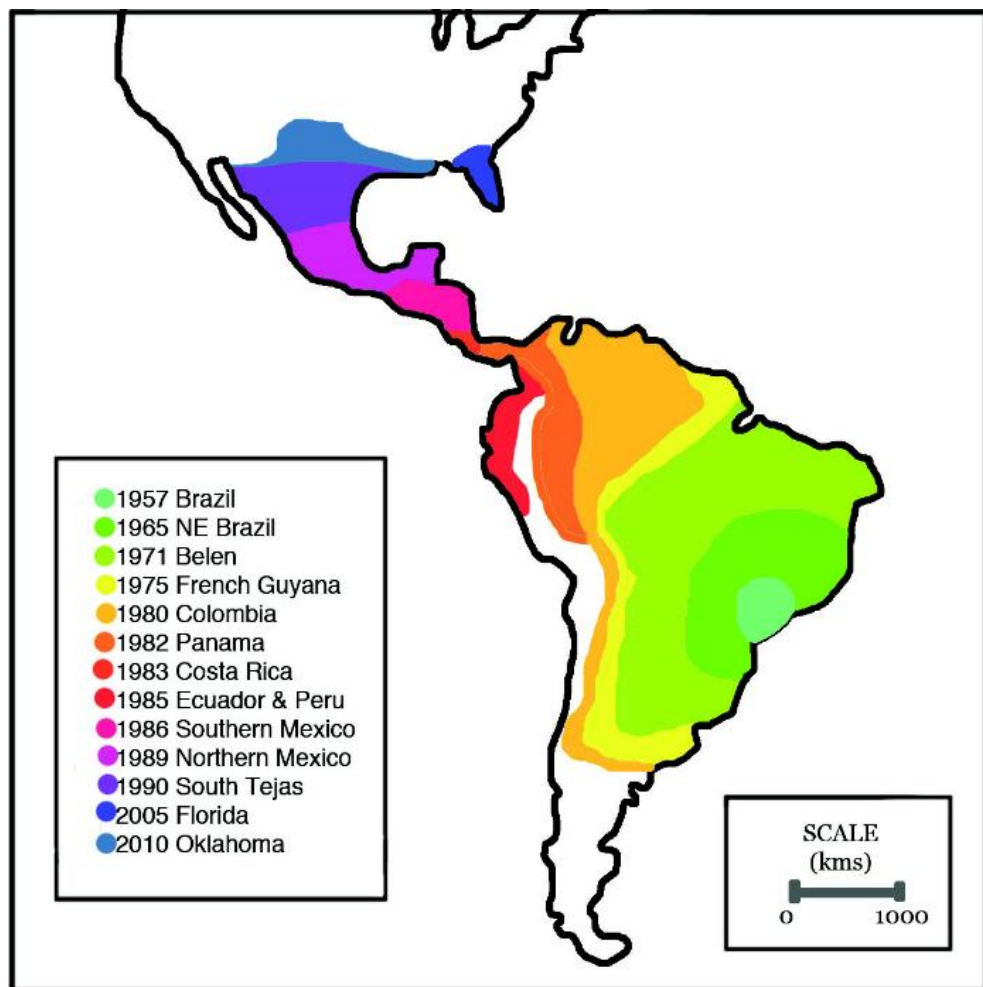 1957 Brazil
1965 NE Brazil
1971 Belen
1975 French Guyana
1980 Colombia
1982 Panama
1983 Costa Rica
1985 Ecuador & Peru
1986 Southern Mexico
1989 Northern Mexico
1990 South Tejas
2005 Florida
2010 Oklahoma
SCALE
(kms)
0 1000